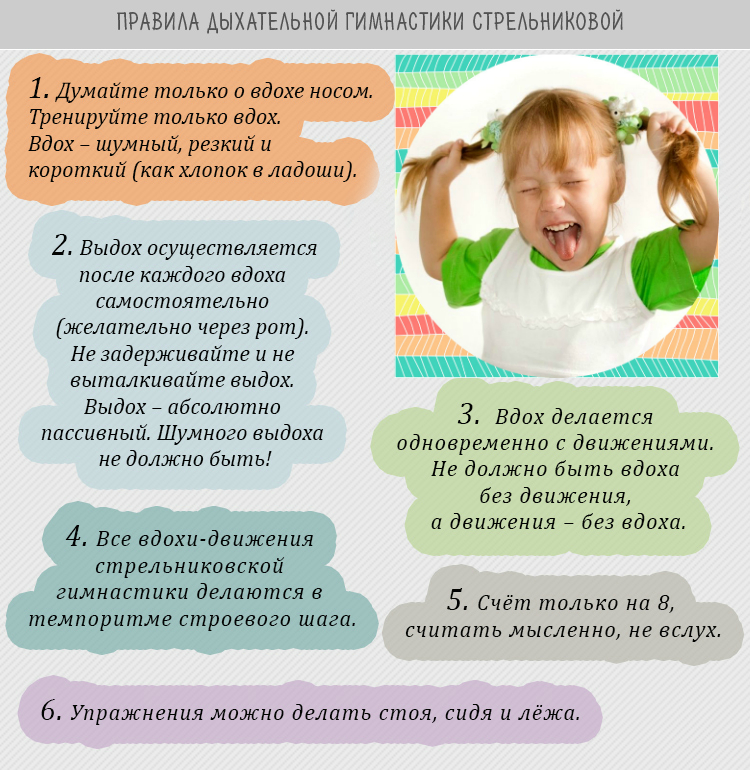 ПРАВИЛА ДЫХАТЕЛЬНОЙ ГИМНАСТИКИ СТРЕЛЬНИКОВОЙ
1. Думайте только о вдохе носом.
Тренируйте только вдох.
Вдох – шумный, резкий и
короткий (как хлопок в ладоши).
2. Выдох осуществляется
после каждого вдоха
самостоятельно
(желательно через рот).
Не задерживайте и не
выталкивайте выдох.
Выдох – абсолютно
пассивный. Шумного выдоха
не должно быть!
3. Вдох делается
одновременно с движениями.
Не должно быть вдоха
без движения,
а движения – без вдоха.
4. Все вдохи-движения
стрельниковской
гимнастики делаются в
темпоритме строевого шага.
5. Счёт только на 8,
считать мысленно, не вслух.
6. Упражнения можно делать стоя, сидя и лёжа.